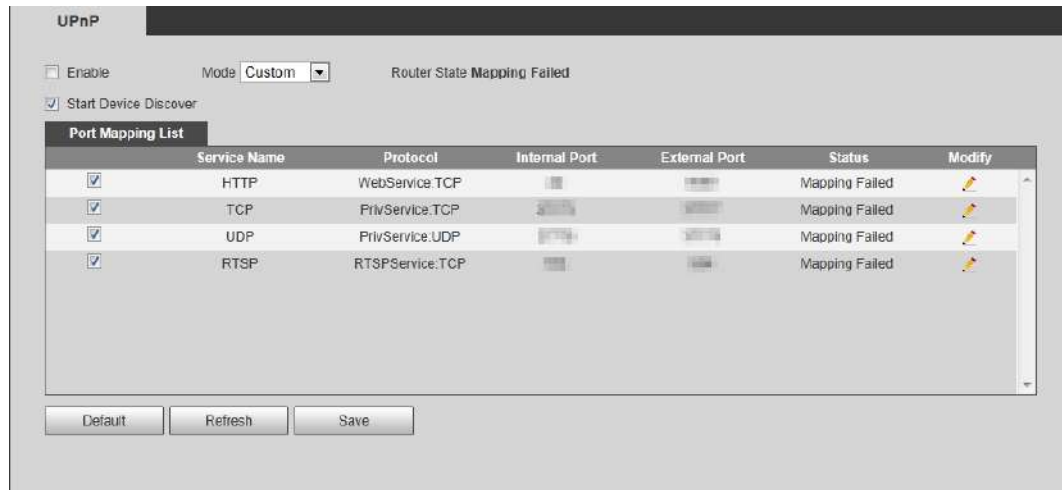 UPnP
Enable Mode Custom Router State Mapping Failed
Start Device Discover
Port Mapping List
Service Name Protocol Internal Port External Port Status Modify
HTTP WebService:TCP Mapping Failed
TCP PrivService:TCP Mapping Failed
UDP PrivService:UDP Mapping Failed
RTSP RTSPService:TCP Mapping Failed
Default Refresh Save